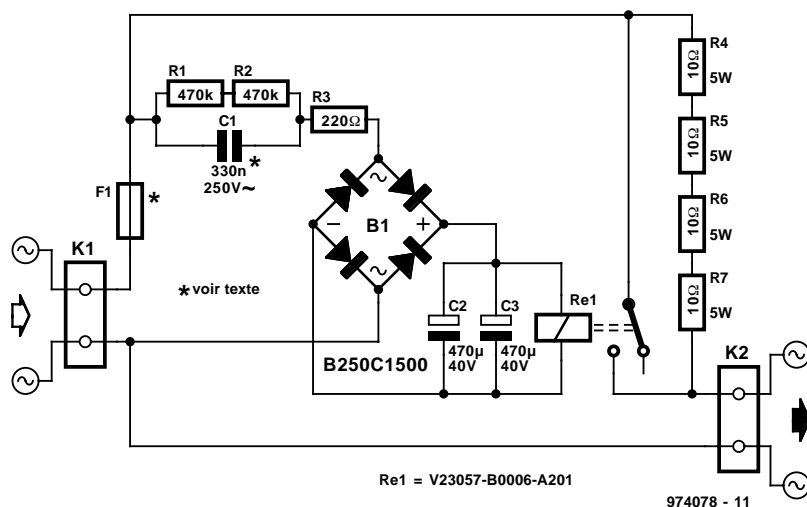 R1
R2
470k
470k
R3
220Ω
C1
330n
*
250V~
F1
*
K1
B1
~
~
–
+
* voir texte
B250C1500
C2
470µ
40V
C3
470µ
40V
Re1
R4
10Ω
5W
R5
10Ω
5W
R6
10Ω
5W
R7
10Ω
5W
K2
Re1 = V23057-B0006-A201
974078 - 11